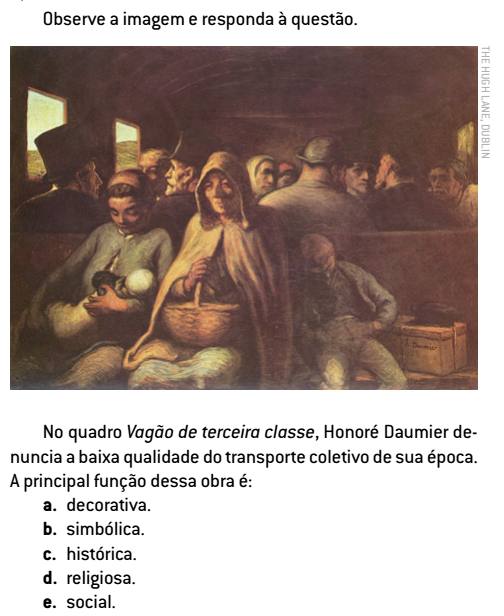 Observe a imagem e responda à questão.
THE HUGH LANE, DUBLIN
No quadro Vagão de terceira classe, Honoré Daumier de-
nuncia a baixa qualidade do transporte coletivo de sua época.
A principal função dessa obra é:
a. decorativa.
b. simbólica.
c. histórica.
d. religiosa.
e. social.